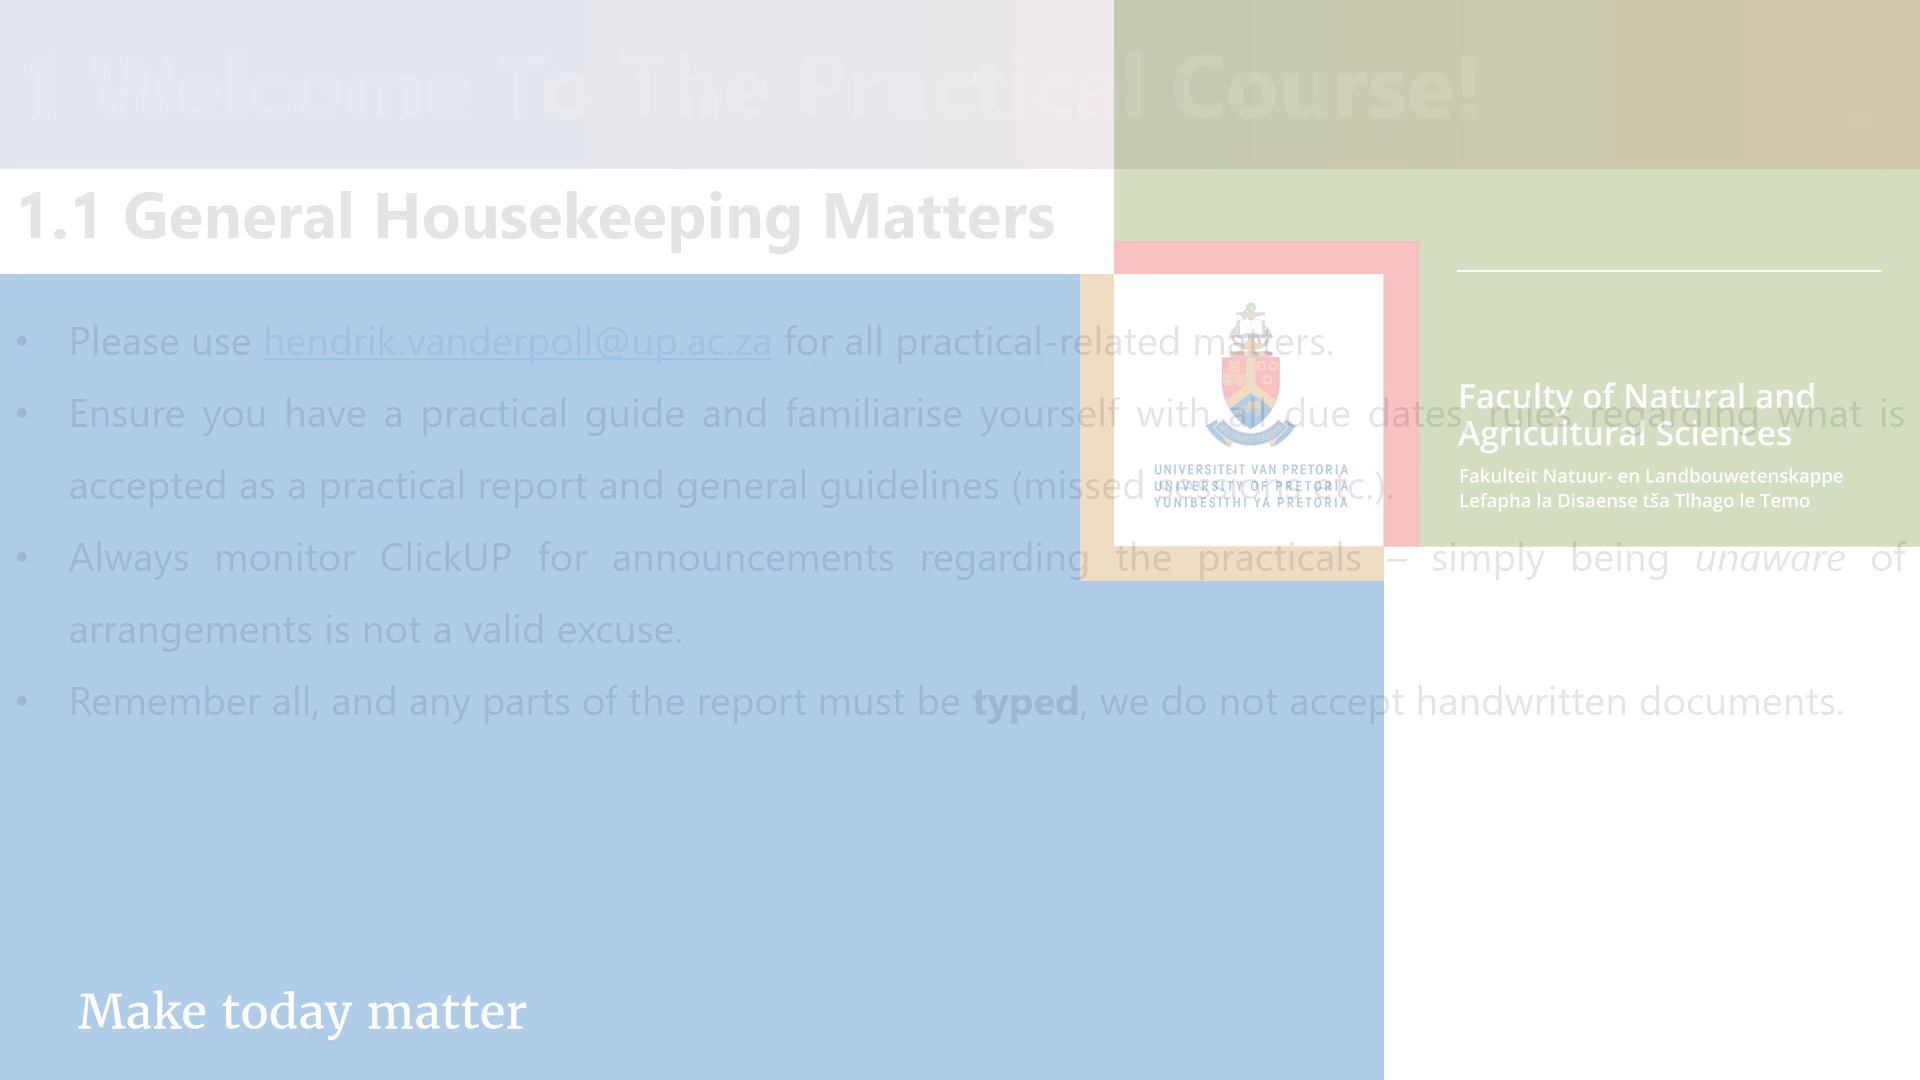 1 Welcome To The Practical Course!
1.1 General Housekeeping Matters
• Please use hendrik.vanderpoll@up.ac.za for all practical-related matters.
• Ensure you have a practical guide and familiarise yourself with all due dates, rules regarding what is
accepted as a practical report and general guidelines (missed sessions etc.).
• Always monitor ClickUP for announcements regarding the practicals – simply being unaware of
arrangements is not a valid excuse.
• Remember all, and any parts of the report must be typed, we do not accept handwritten documents.
UNIVERSITEIT VAN PRETORIA
UNIVERSITY OF PRETORIA
YUNIBESITHI YA PRETORIA
Faculty of Natural and
Agricultural Sciences
Fakulteit Natuur- en Landbouwetenskappe
Lefapha la Disaense tša Tlhago le Temo
Make today matter